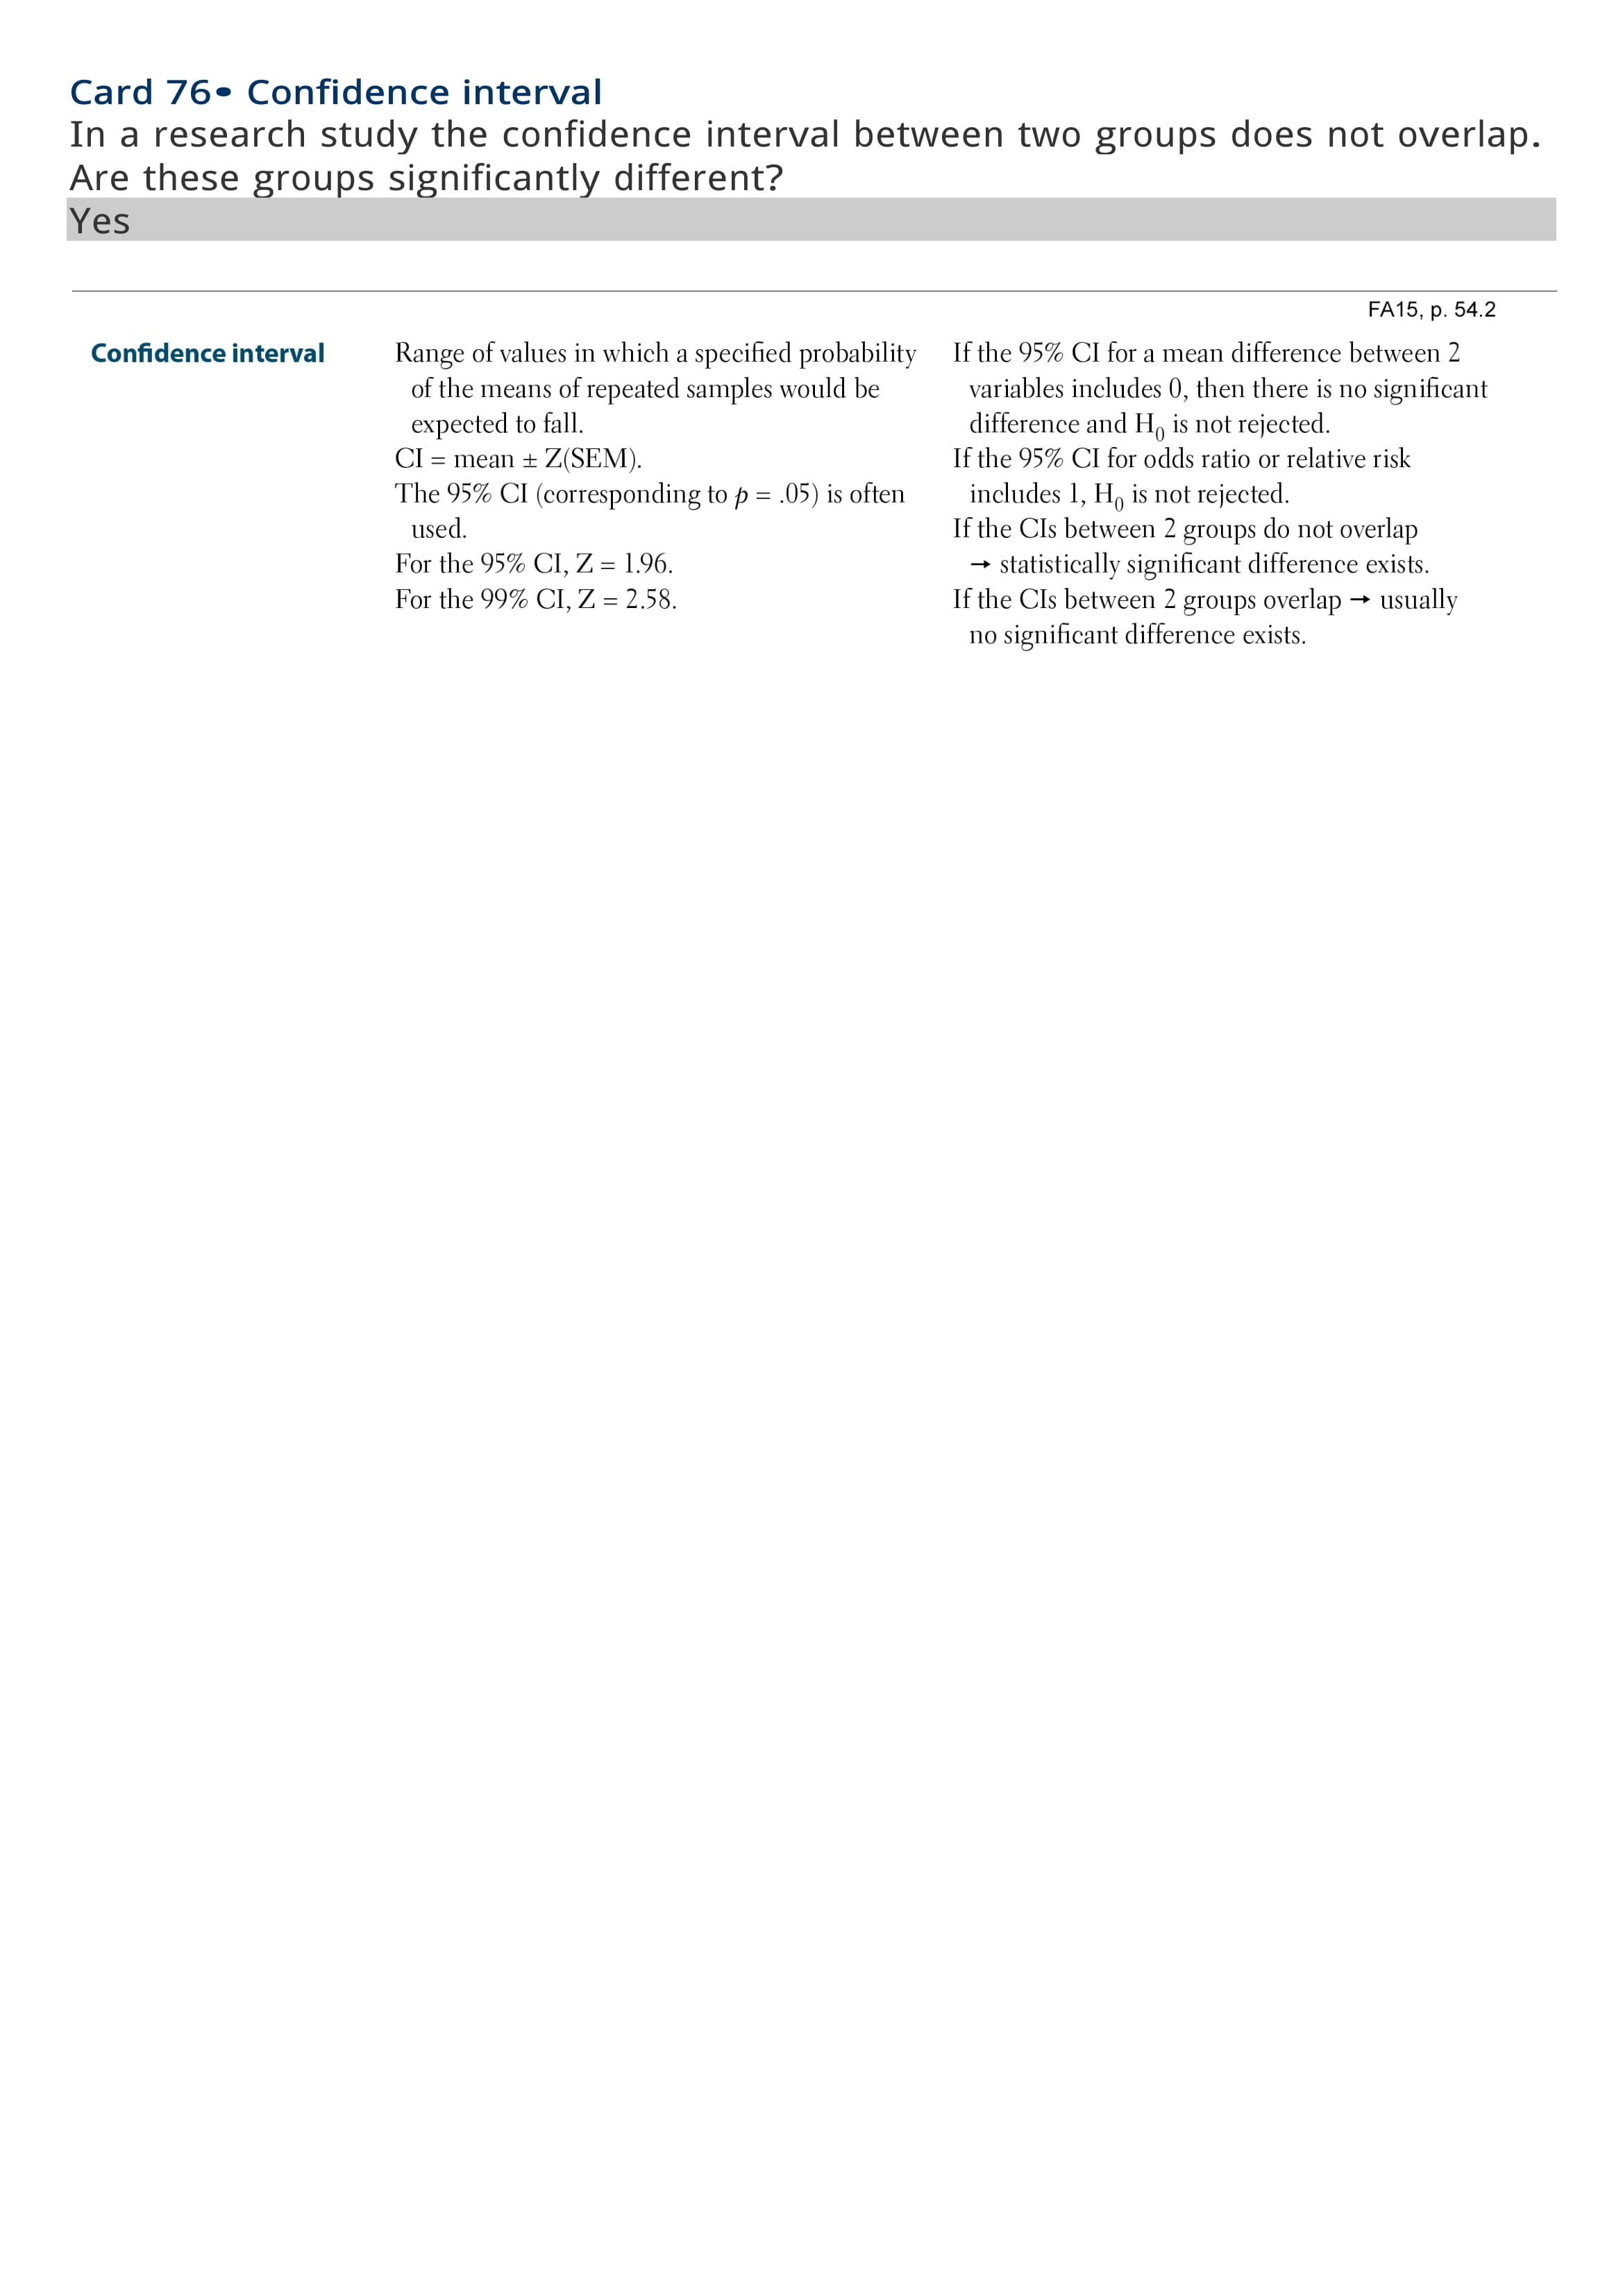 Card 76• Confidence interval
In a research study the confidence interval between two groups does not overlap.
Are these groups significantly different?
Yes
FA15, p. 54.2
Confidence interval
Range of values in which a specified probability
of the means of repeated samples would be
expected to fall.
CI = mean ± Z(SEM).
The 95% CI (corresponding to p = .05) is often
used.
For the 95% CI, Z = 1.96.
For the 99% CI, Z = 2.58.
If the 95% CI for a mean difference between 2
variables includes 0, then there is no significant
difference and H₀ is not rejected.
If the 95% CI for odds ratio or relative risk
includes 1, H₀ is not rejected.
If the CIs between 2 groups do not overlap
→ statistically significant difference exists.
If the CIs between 2 groups overlap → usually
no significant difference exists.